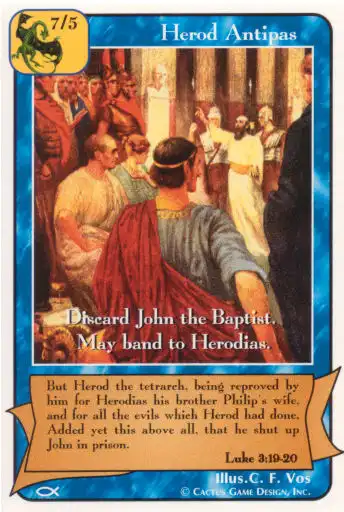 7/5
Herod Antipas
Discard John the Baptist.
May band to Herodias.
But Herod the tetrarch, being reproved by
him for Herodias his brother Philip's wife,
and for all the evils which Herod had done,
Added yet this above all, that he shut up
John in prison.
Luke 3:19-20
Illus. C. F. Vos
© Cactus Game Design, Inc.